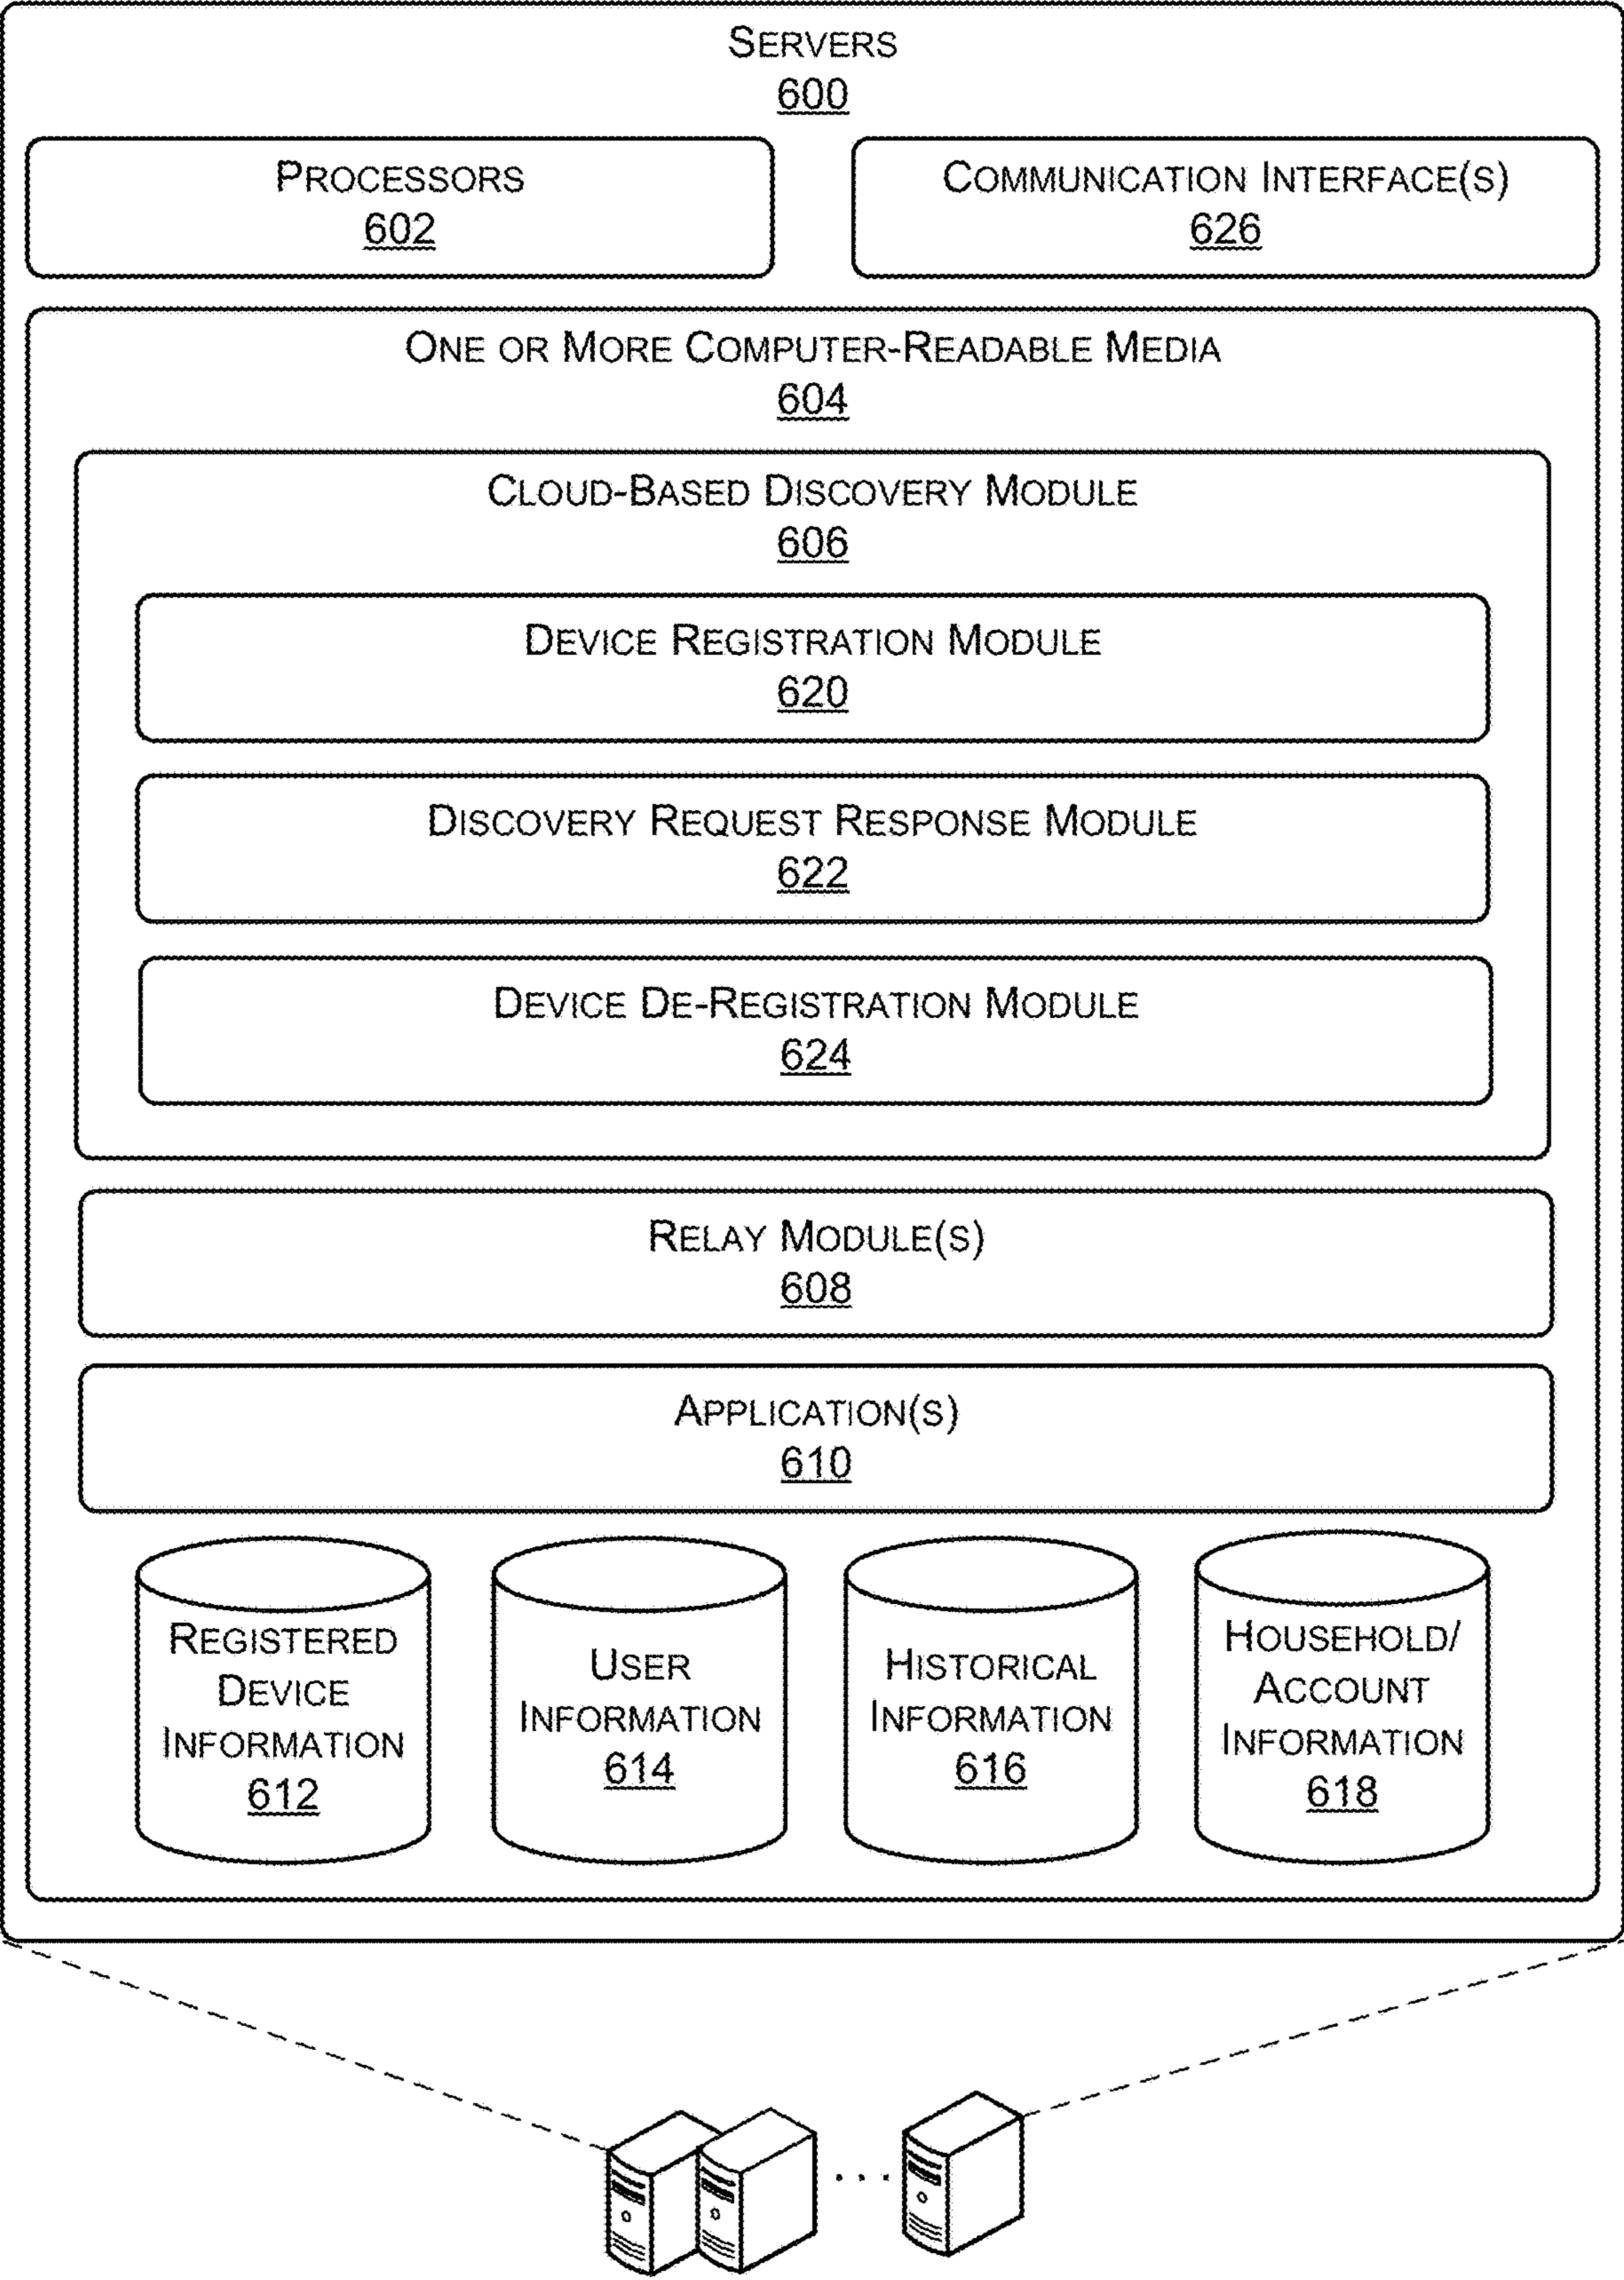 SERVERS
600
PROCESSORS
602
COMMUNICATION INTERFACE(S)
626
ONE OR MORE COMPUTER-READABLE MEDIA
604
CLOUD-BASED DISCOVERY MODULE
606
DEVICE REGISTRATION MODULE
620
DISCOVERY REQUEST RESPONSE MODULE
622
DEVICE DE-REGISTRATION MODULE
624
RELAY MODULE(S)
608
APPLICATION(S)
610
REGISTERED
DEVICE
INFORMATION
612
USER
INFORMATION
614
HISTORICAL
INFORMATION
616
HOUSEHOLD/
ACCOUNT
INFORMATION
618